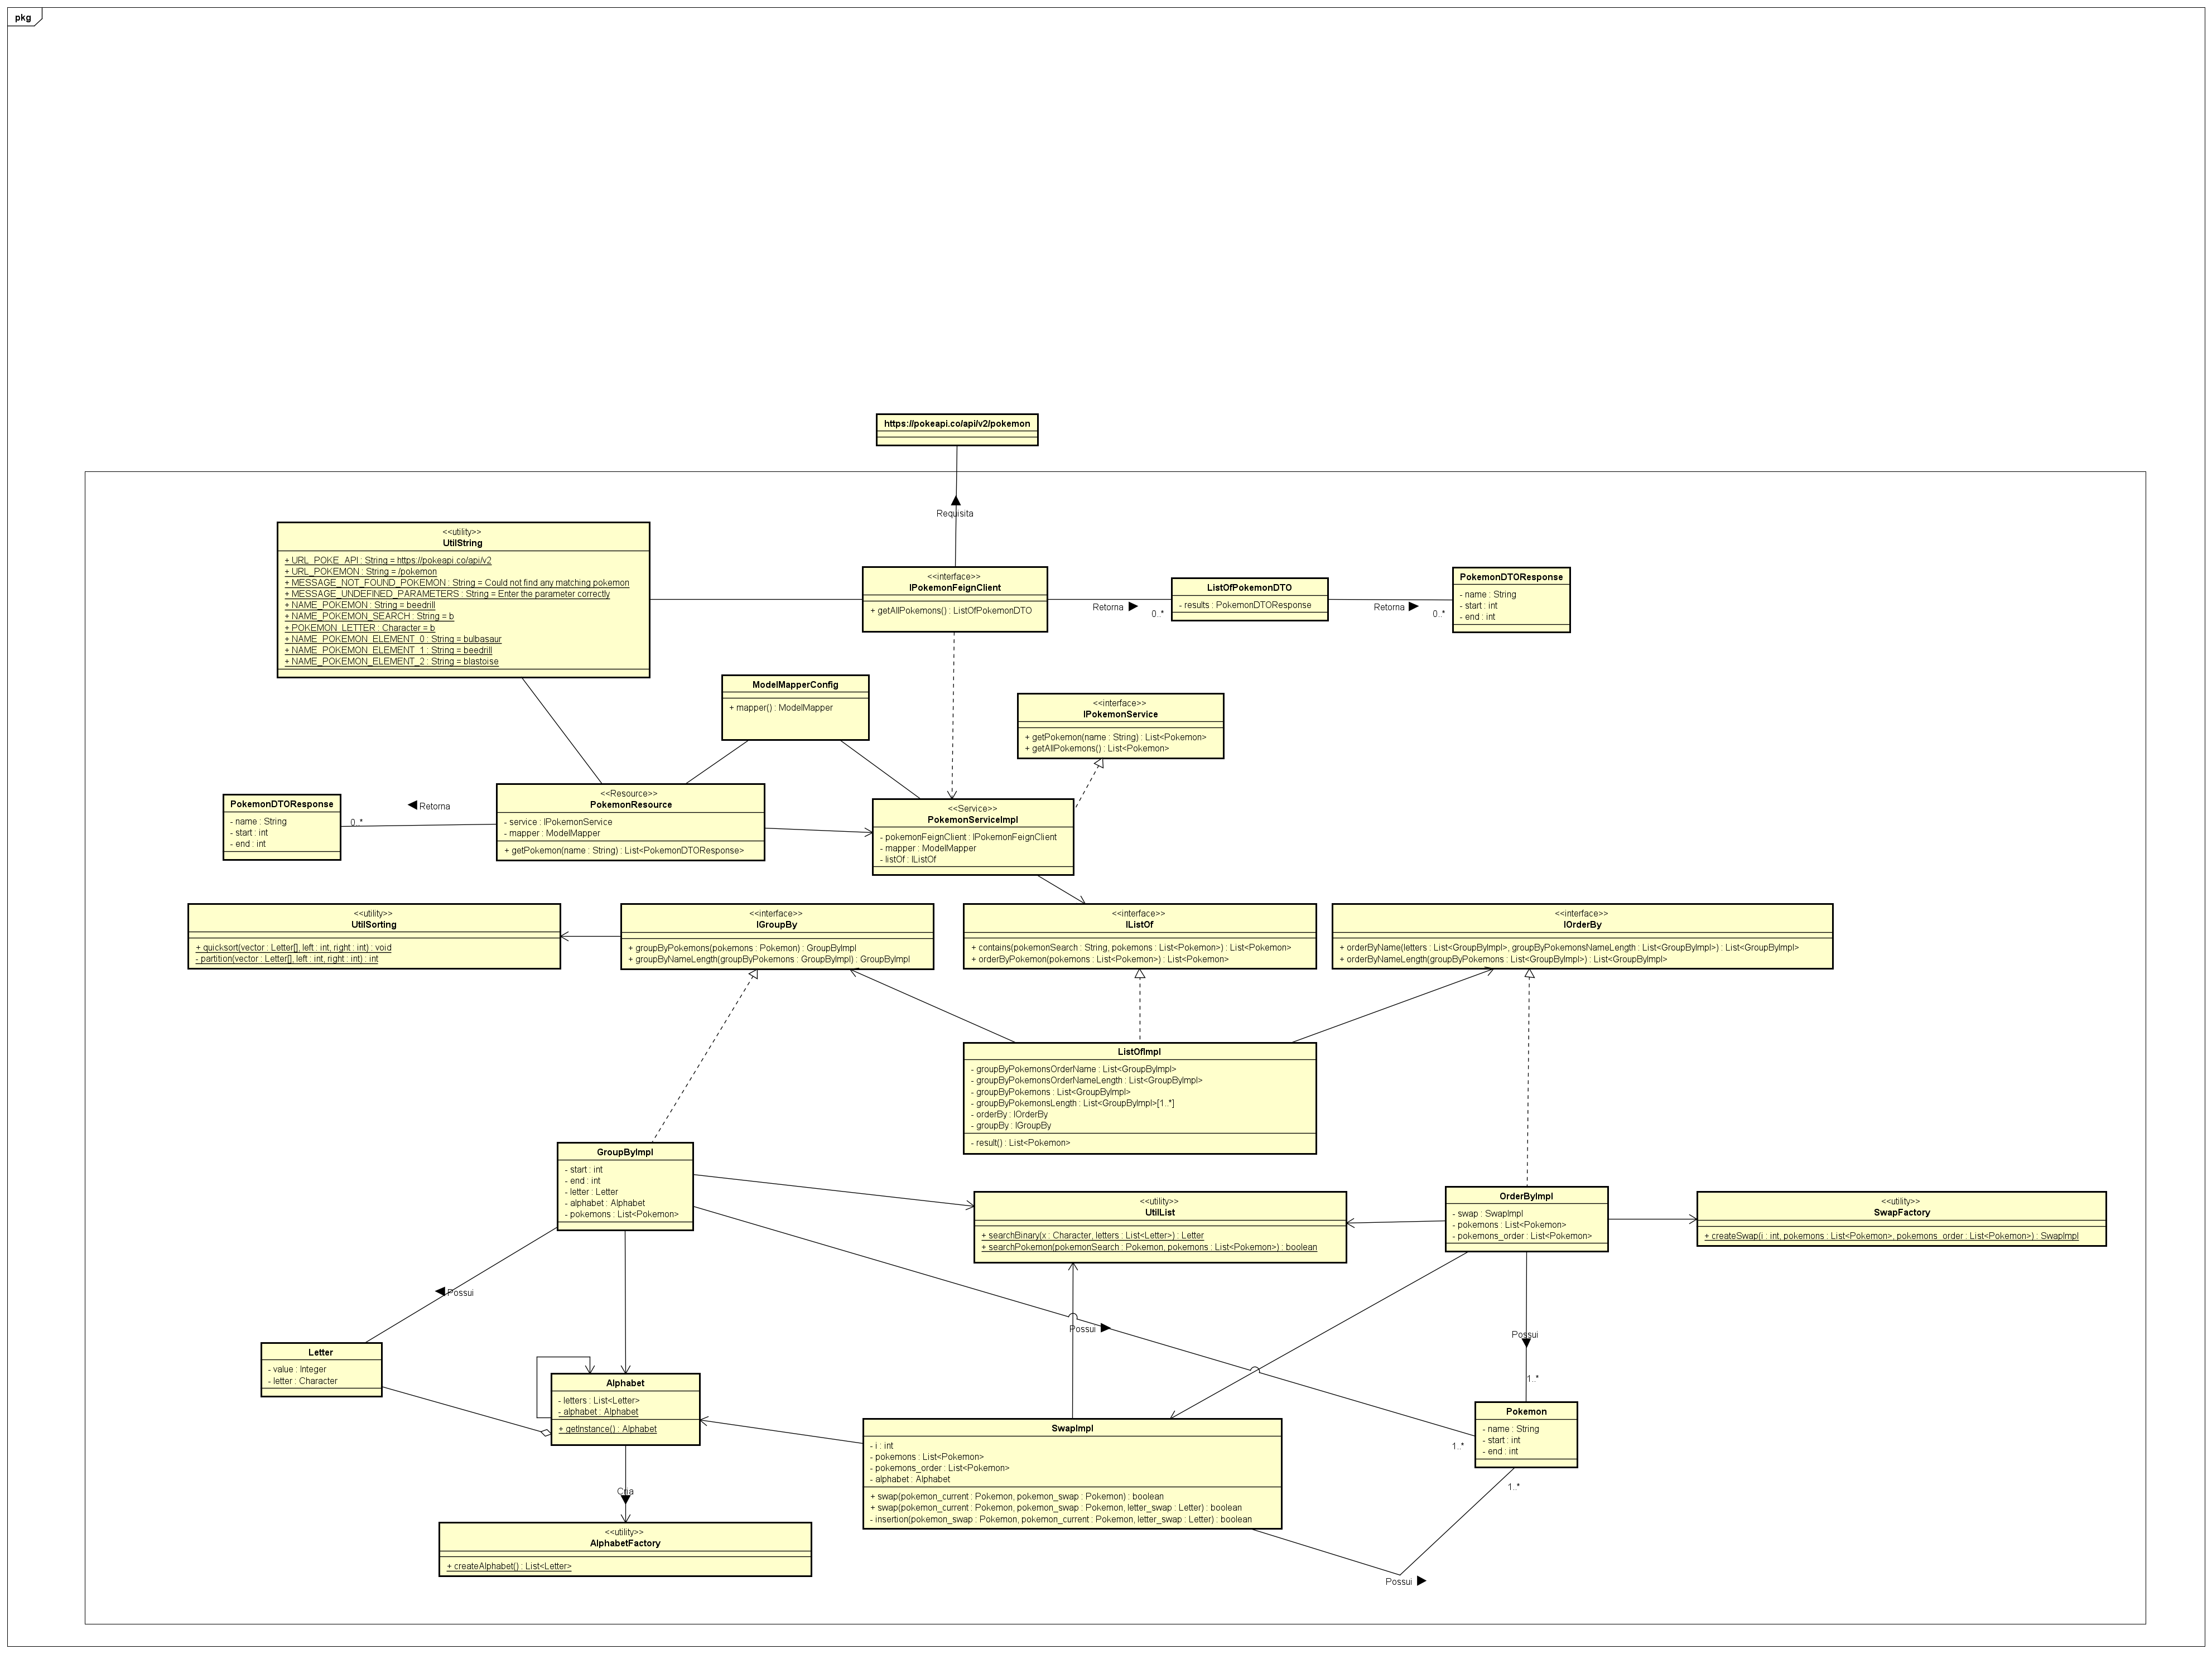 pkg
https://pokeapi.co/api/v2/pokemon
Requisita
<<utility>>
UtilString
+ URL_POKE_API : String = https://pokeapi.co/api/v2
+ URL_POKEMON : String = /pokemon
+ MESSAGE_NOT_FOUND_POKEMON : String = Could not find any matching pokemon
+ MESSAGE_UNDEFINED_PARAMETERS : String = Enter the parameter correctly
+ NAME_POKEMON : String = beedrill
+ NAME_POKEMON_SEARCH : String = b
+ POKEMON_LETTER : Character = b
+ NAME_POKEMON_ELEMENT_0 : String = bulbasaur
+ NAME_POKEMON_ELEMENT_1 : String = beedrill
+ NAME_POKEMON_ELEMENT_2 : String = blastoise
<<interface>>
IPokemonFeignClient
+ getAllPokemons() : ListOfPokemonDTO
Retorna
0..*
ListOfPokemonDTO
- results : PokemonDTOResponse
Retorna
0..*
PokemonDTOResponse
- name : String
- start : int
- end : int
ModelMapperConfig
+ mapper() : ModelMapper
<<interface>>
IPokemonService
+ getPokemon(name : String) : List<Pokemon>
+ getAllPokemons() : List<Pokemon>
PokemonDTOResponse
- name : String
- start : int
- end : int
Retorna
0..*
<<Resource>>
PokemonResource
- service : IPokemonService
- mapper : ModelMapper
+ getPokemon(name : String) : List<PokemonDTOResponse>
<<Service>>
PokemonServiceImpl
- pokemonFeignClient : IPokemonFeignClient
- mapper : ModelMapper
- listOf : IListOf
<<utility>>
UtilSorting
+ quicksort(vector : Letter[], left : int, right : int) : void
- partition(vector : Letter[], left : int, right : int) : int
<<interface>>
IGroupBy
+ groupByPokemons(pokemons : Pokemon) : GroupByImpl
+ groupByNameLength(groupByPokemons : GroupByImpl) : GroupByImpl
<<interface>>
IListOf
+ contains(pokemonSearch : String, pokemons : List<Pokemon>) : List<Pokemon>
+ orderByPokemon(pokemons : List<Pokemon>) : List<Pokemon>
<<interface>>
IOrderBy
+ orderByName(letters : List<GroupByImpl>, groupByPokemonsNameLength : List<GroupByImpl>) : List<GroupByImpl>
+ orderByNameLength(groupByPokemons : List<GroupByImpl>) : List<GroupByImpl>
ListOfImpl
- groupByPokemonsOrderName : List<GroupByImpl>
- groupByPokemonsOrderNameLength : List<GroupByImpl>
- groupByPokemons : List<GroupByImpl>
- groupByPokemonsLength : List<GroupByImpl>[1..*]
- orderBy : IOrderBy
- groupBy : IGroupBy
- result() : List<Pokemon>
GroupByImpl
- start : int
- end : int
- letter : Letter
- alphabet : Alphabet
- pokemons : List<Pokemon>
<<utility>>
UtilList
+ searchBinary(x : Character, letters : List<Letter>) : Letter
+ searchPokemon(pokemonSearch : Pokemon, pokemons : List<Pokemon>) : boolean
OrderByImpl
- swap : SwapImpl
- pokemons : List<Pokemon>
- pokemons_order : List<Pokemon>
<<utility>>
SwapFactory
+ createSwap(i : int, pokemons : List<Pokemon>, pokemons_order : List<Pokemon>) : SwapImpl
Possui
Possui
Possui
1..*
Letter
- value : Integer
- letter : Character
Alphabet
- letters : List<Letter>
- alphabet : Alphabet
+ getInstance() : Alphabet
SwapImpl
- i : int
- pokemons : List<Pokemon>
- pokemons_order : List<Pokemon>
- alphabet : Alphabet
+ swap(pokemon_current : Pokemon, pokemon_swap : Pokemon) : boolean
+ swap(pokemon_current : Pokemon, pokemon_swap : Pokemon, letter_swap : Letter) : boolean
- insertion(pokemon_swap : Pokemon, pokemon_current : Pokemon, letter_swap : Letter) : boolean
Pokemon
- name : String
- start : int
- end : int
1..*
1..*
Cria
<<utility>>
AlphabetFactory
+ createAlphabet() : List<Letter>
Possui